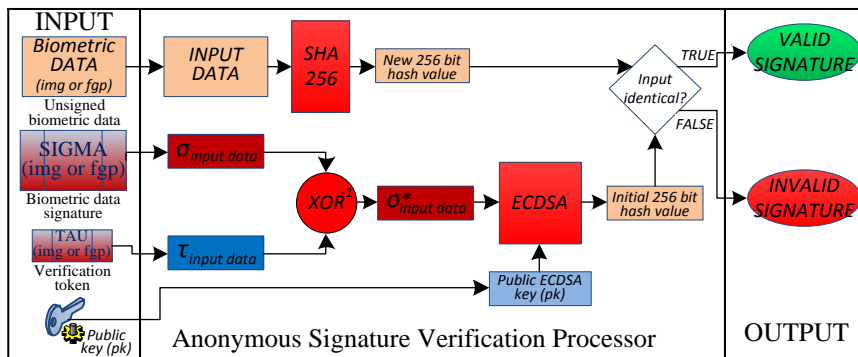 INPUT
Biometric
DATA
(img or fgp)
Unsigned
biometric data
SIGMA
(img or fgp)
Biometric data
signature
TAU
(img or fgp)
Verification
token
Public
key (pk)
INPUT
DATA
SHA
256
New 256 bit
hash value
Input
identical?
TRUE
FALSE
σinput data
τinput data
XOR-1
σ*input data
ECDSA
Initial 256 bit
hash value
Public ECDSA
key (pk)
Anonymous Signature Verification Processor
VALID
SIGNATURE
INVALID
SIGNATURE
OUTPUT